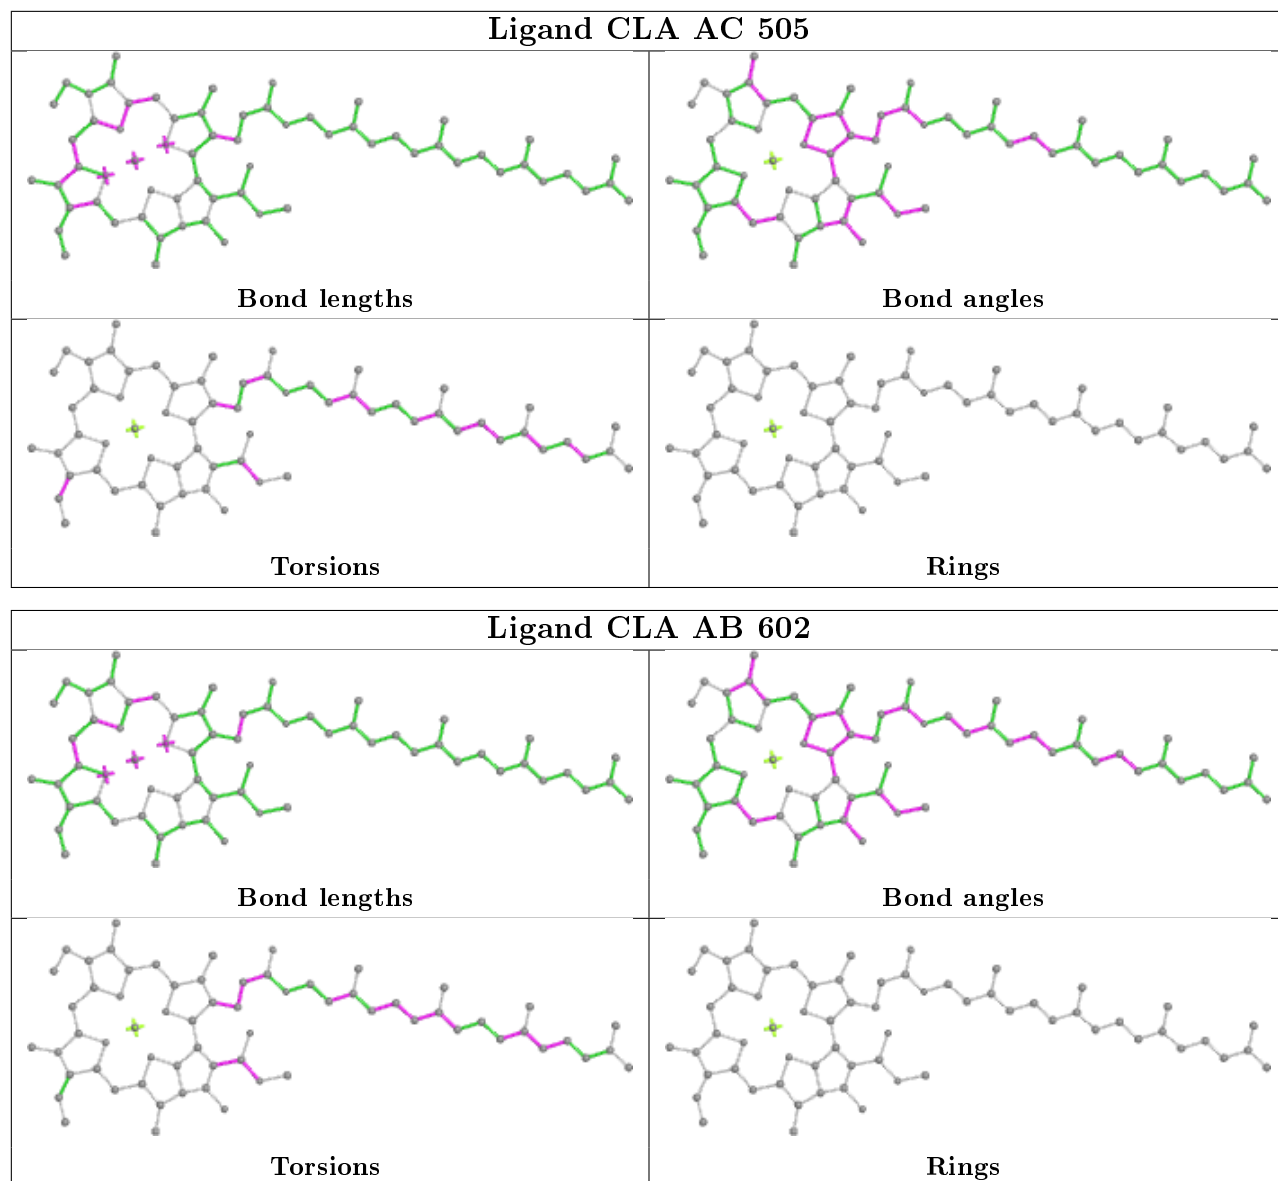 Ligand CLA AC 505
Bond lengths
Bond angles
Torsions
Rings
Ligand CLA AB 602
Bond lengths
Bond angles
Torsions
Rings